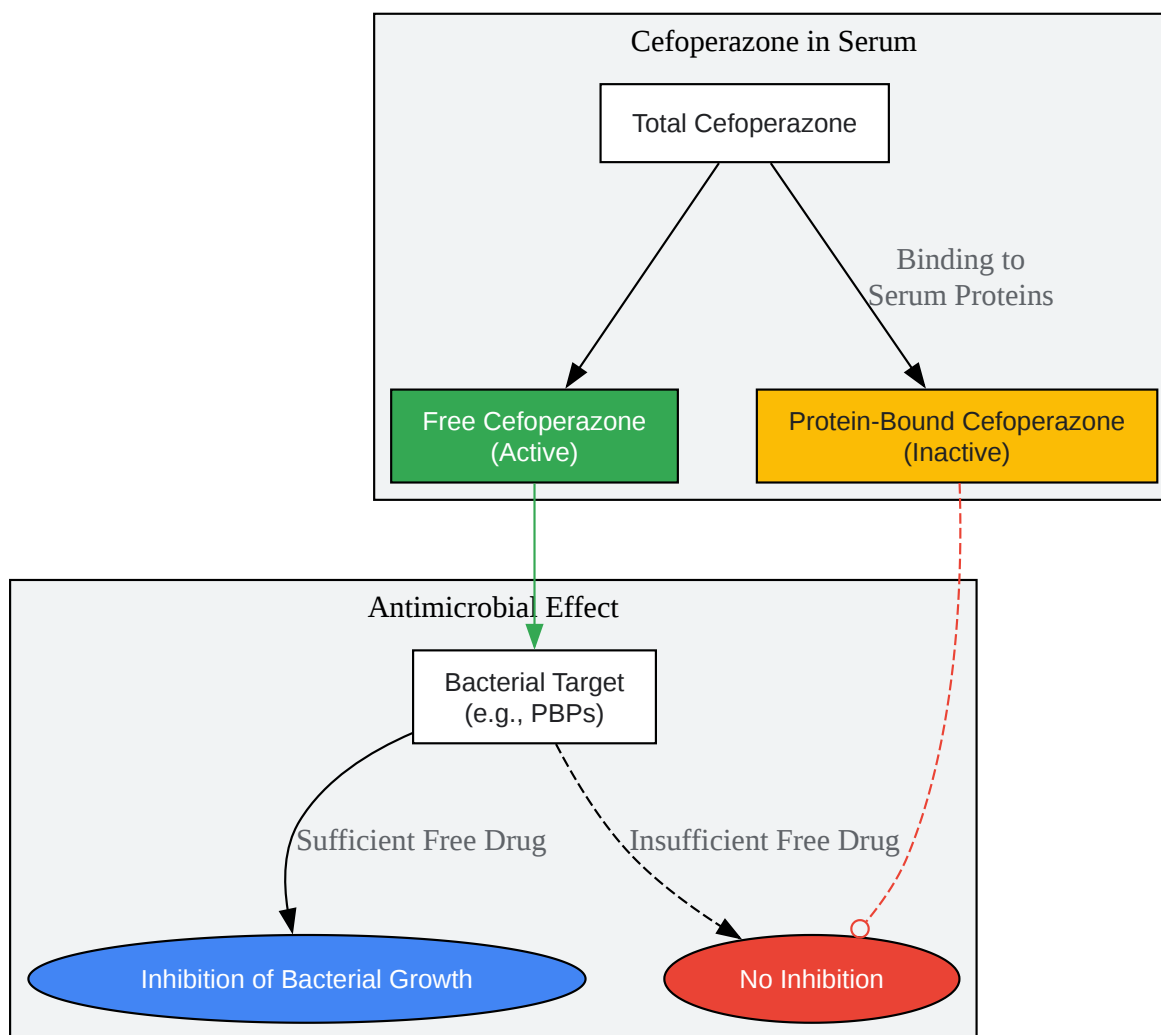 Cefoperazone in Serum
Total Cefoperazone
Binding to
Serum Proteins
Free Cefoperazone
(Active)
Protein-Bound Cefoperazone
(Inactive)
Antimicrobial Effect
Bacterial Target
(e.g., PBPs)
Sufficient Free Drug
Insufficient Free Drug
Inhibition of Bacterial Growth
No Inhibition